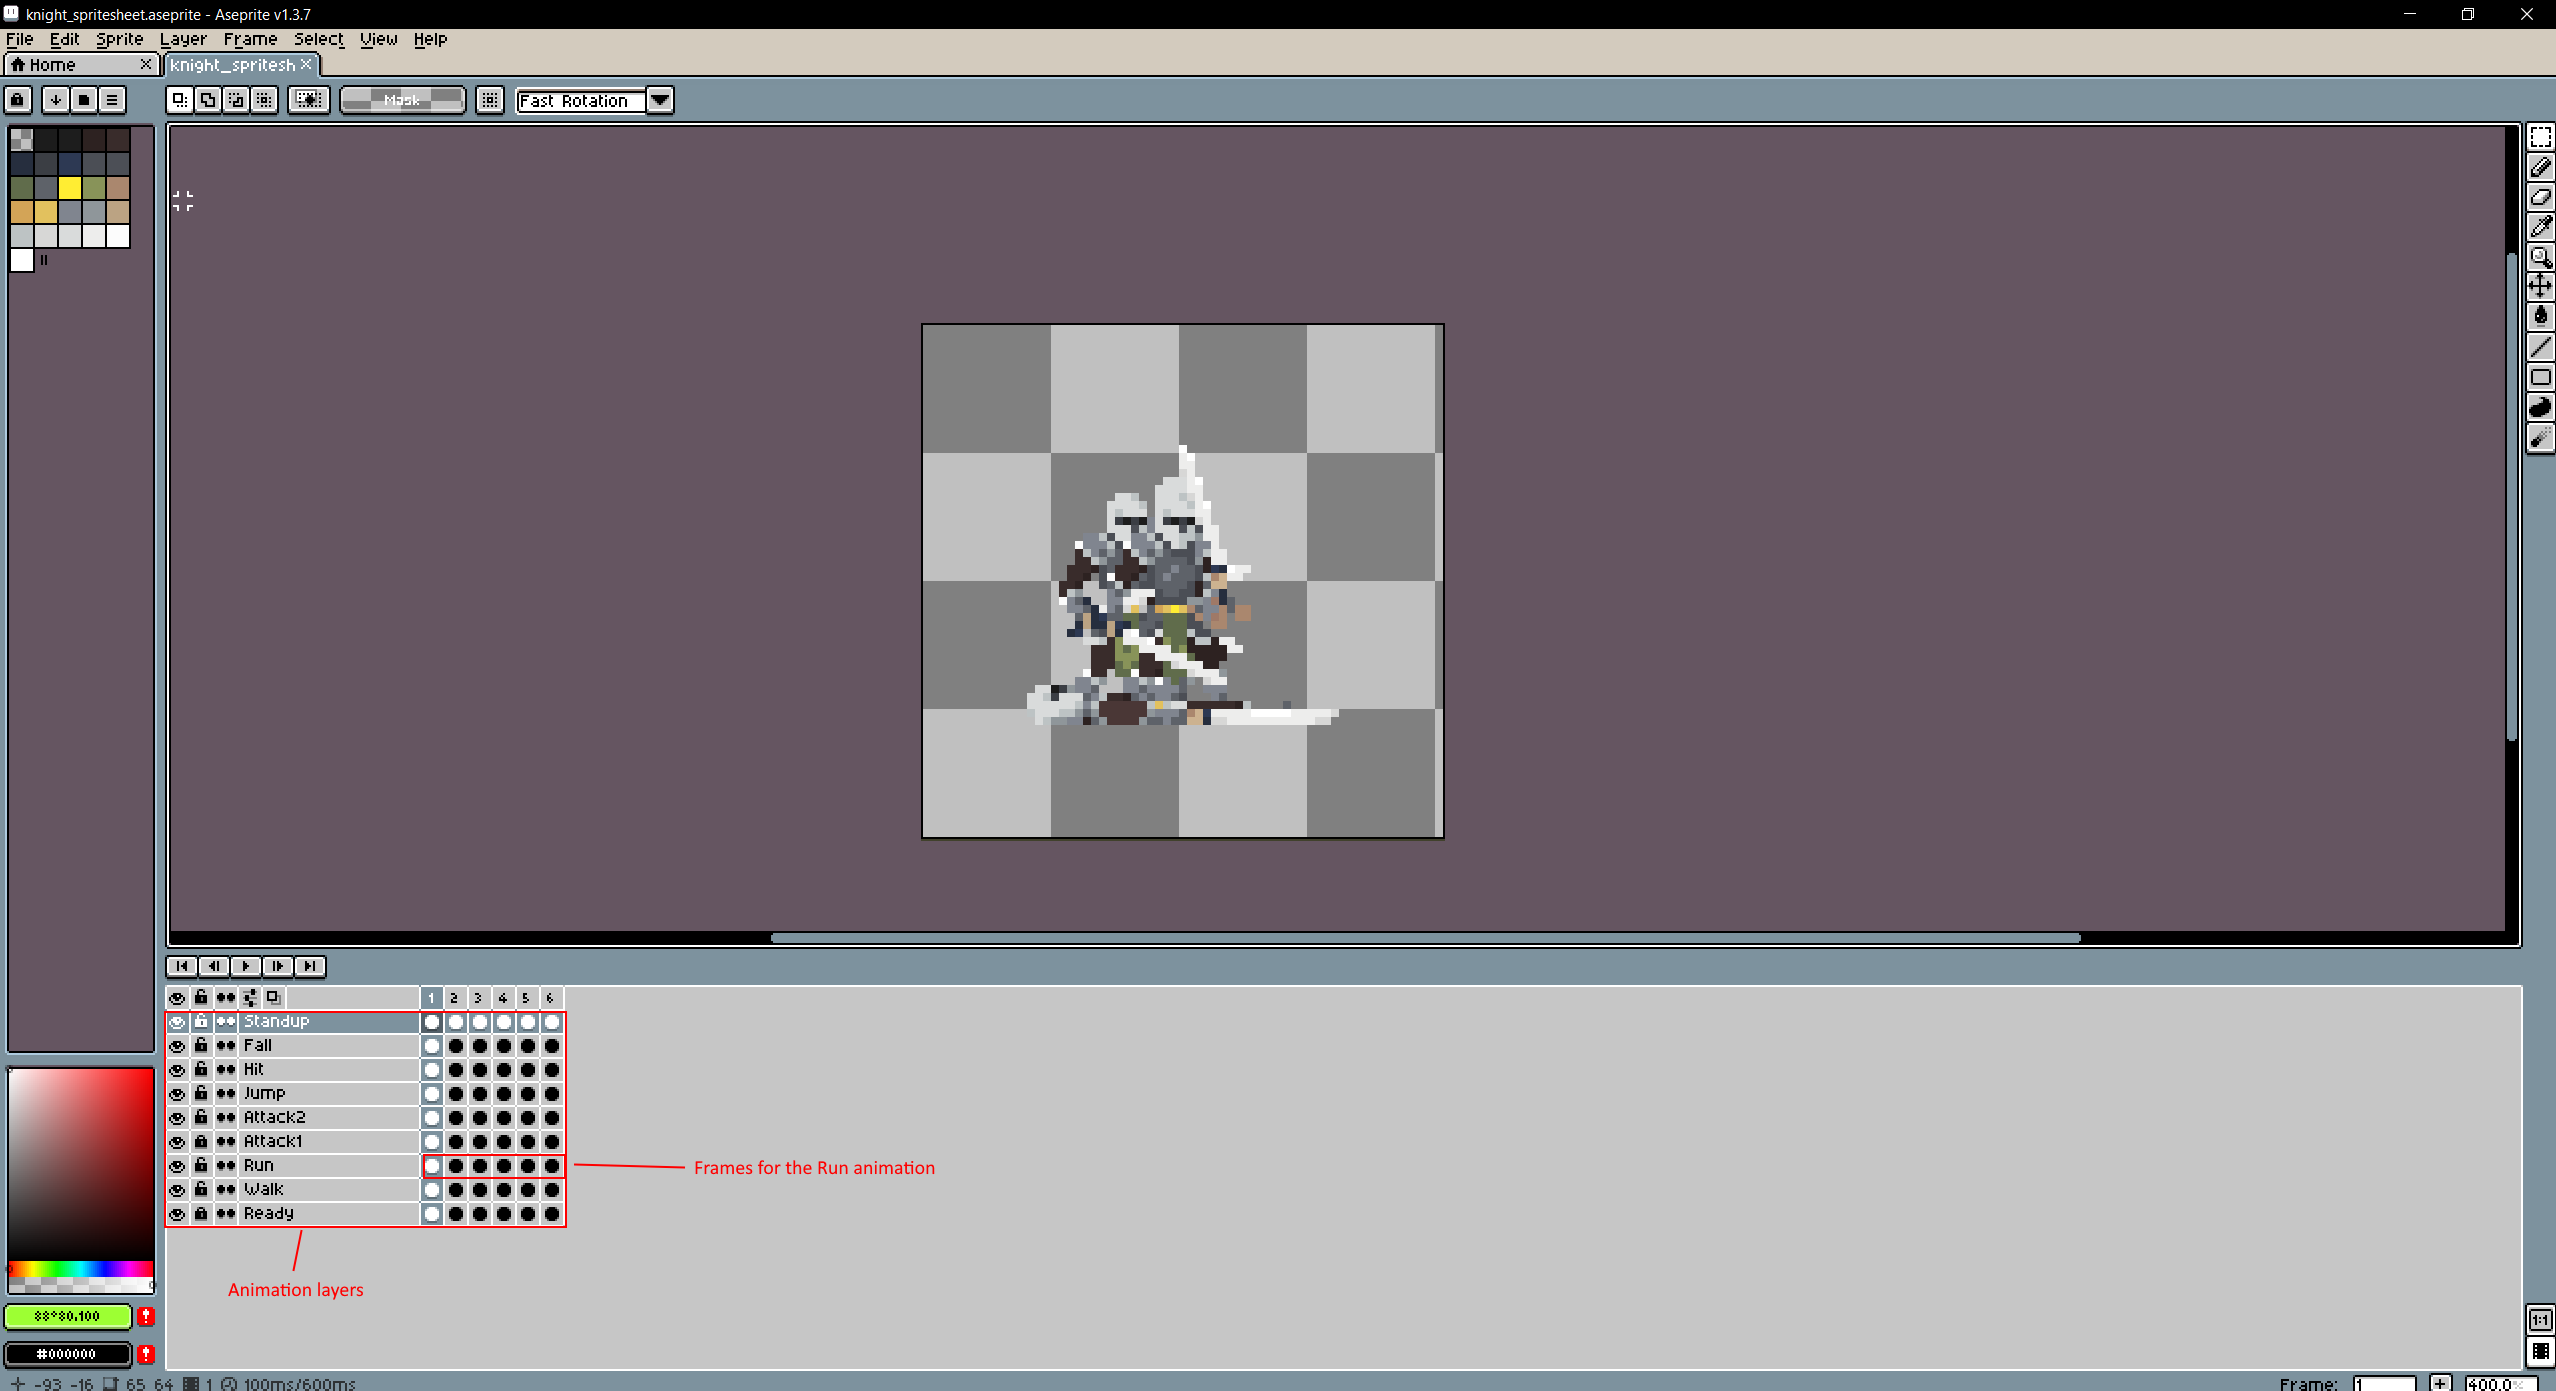 knight_spritesheet.aseprite - Aseprite v1.3.7
File Edit Sprite Layer Frame Select View Help
Home
knight_spritesh
Mask
Fast Rotation
1 2 3 4 5 6
Standup
Fall
Hit
Jump
Attack2
Attack1
Run
Frames for the Run animation
Walk
Ready
Animation layers
88°80.100
#000000
1:1
-93 -16 65 64 1 100ms/600ms
Frame: 1 + 400.0%